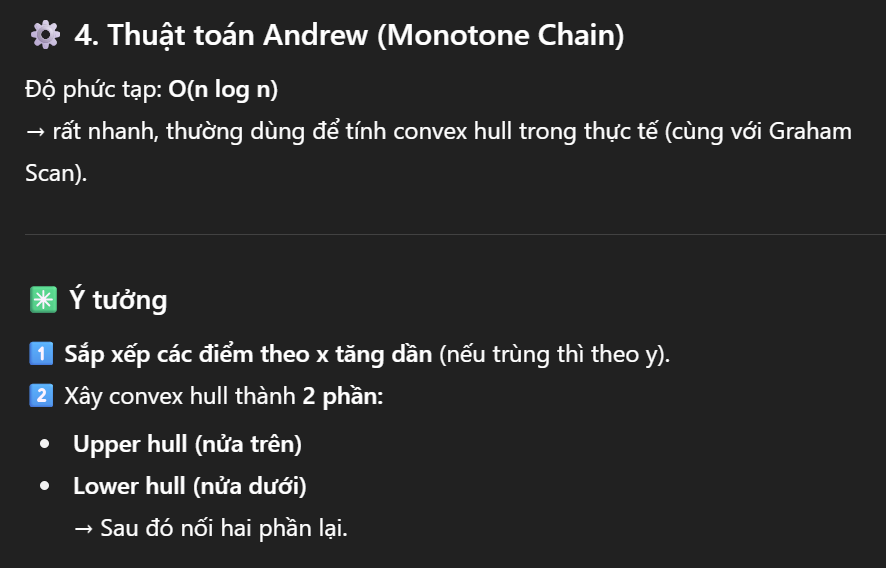 ⚙️ 4. Thuật toán Andrew (Monotone Chain)
Độ phức tạp: O(n log n)
→ rất nhanh, thường dùng để tính convex hull trong thực tế (cùng với Graham
Scan).
✳️ Ý tưởng
1️⃣ Sắp xếp các điểm theo x tăng dần (nếu trùng thì theo y).
2️⃣ Xây convex hull thành 2 phần:
• Upper hull (nửa trên)
• Lower hull (nửa dưới)
→ Sau đó nối hai phần lại.